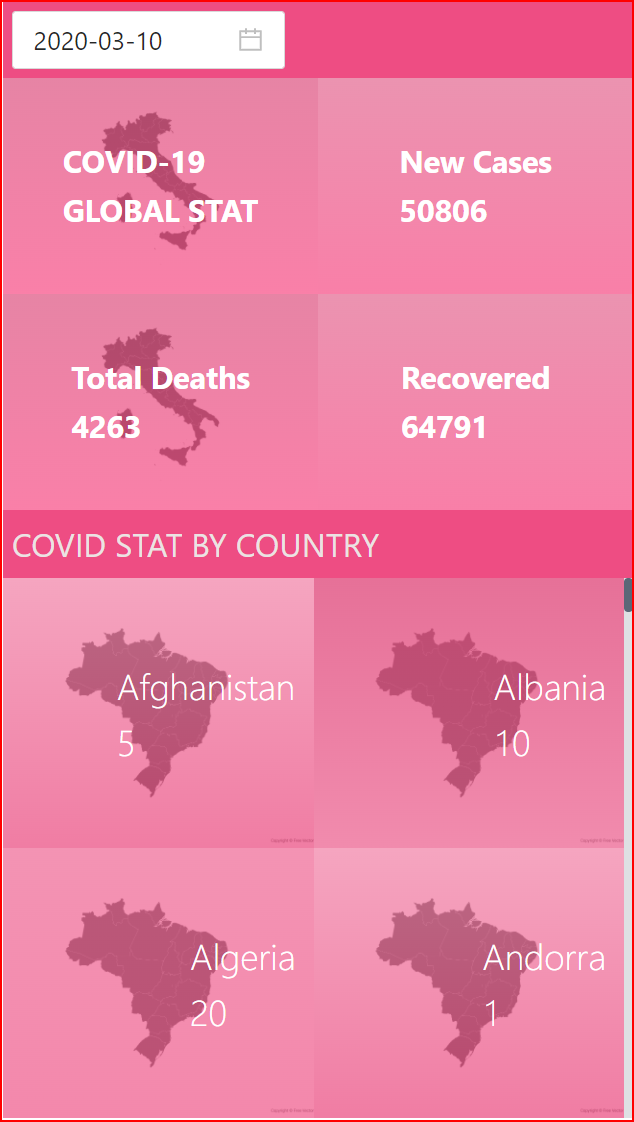 2020-03-10
COVID-19
GLOBAL STAT
New Cases
50806
Total Deaths
4263
Recovered
64791
COVID STAT BY COUNTRY
Afghanistan
5
Albania
10
Algeria
20
Andorra
1